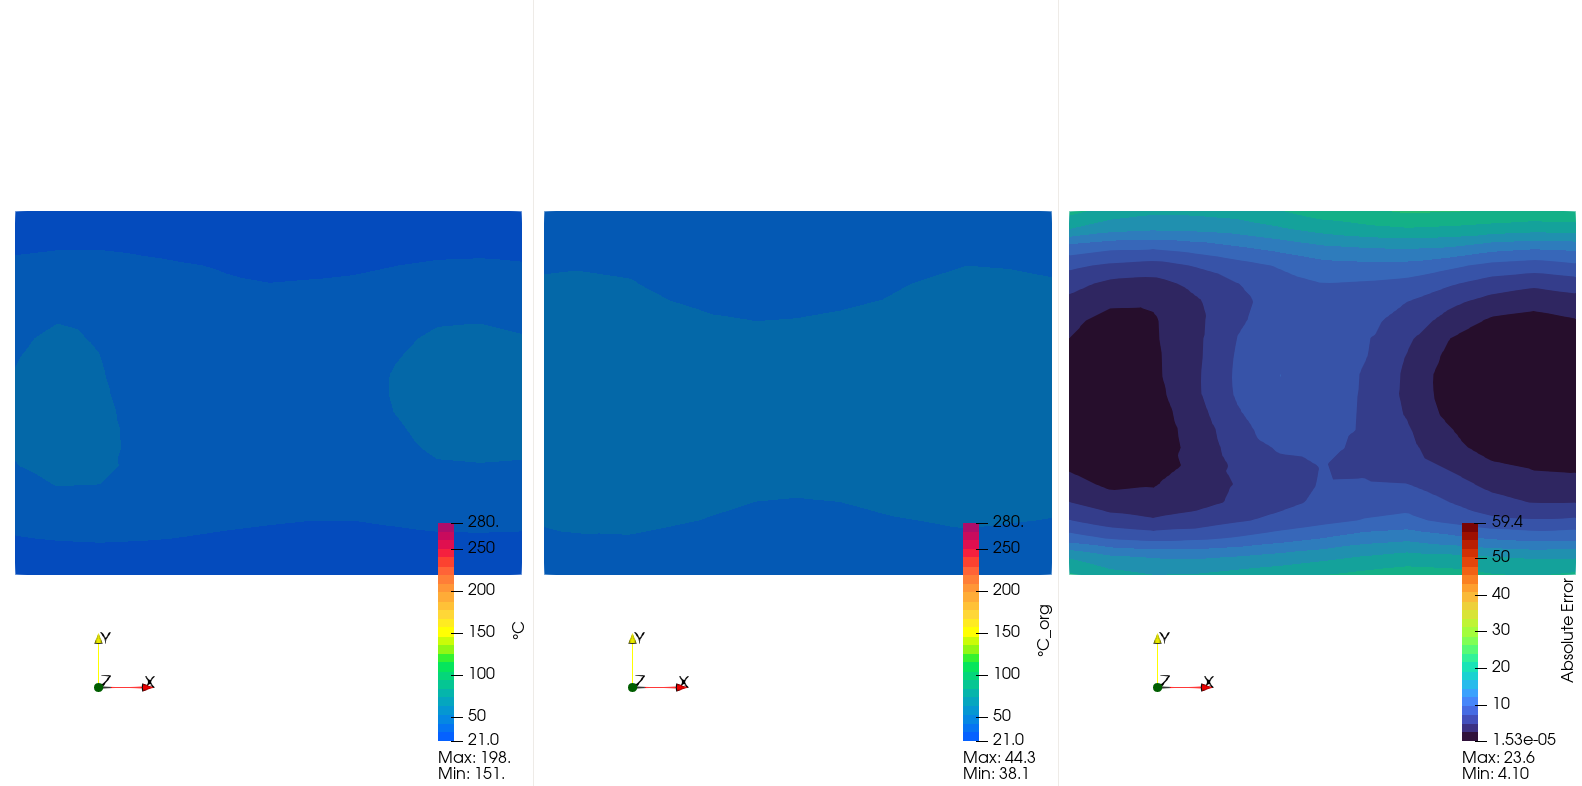 280.
250
200
150
100
50
21.0
°C
Max: 198.
Min: 151.
Y
Z
X
280.
250
200
150
100
50
21.0
°C_org
Max: 44.3
Min: 38.1
Y
Z
X
59.4
50
40
30
20
10
1.53e-05
Absolute Error
Max: 23.6
Min: 4.10
Y
Z
X